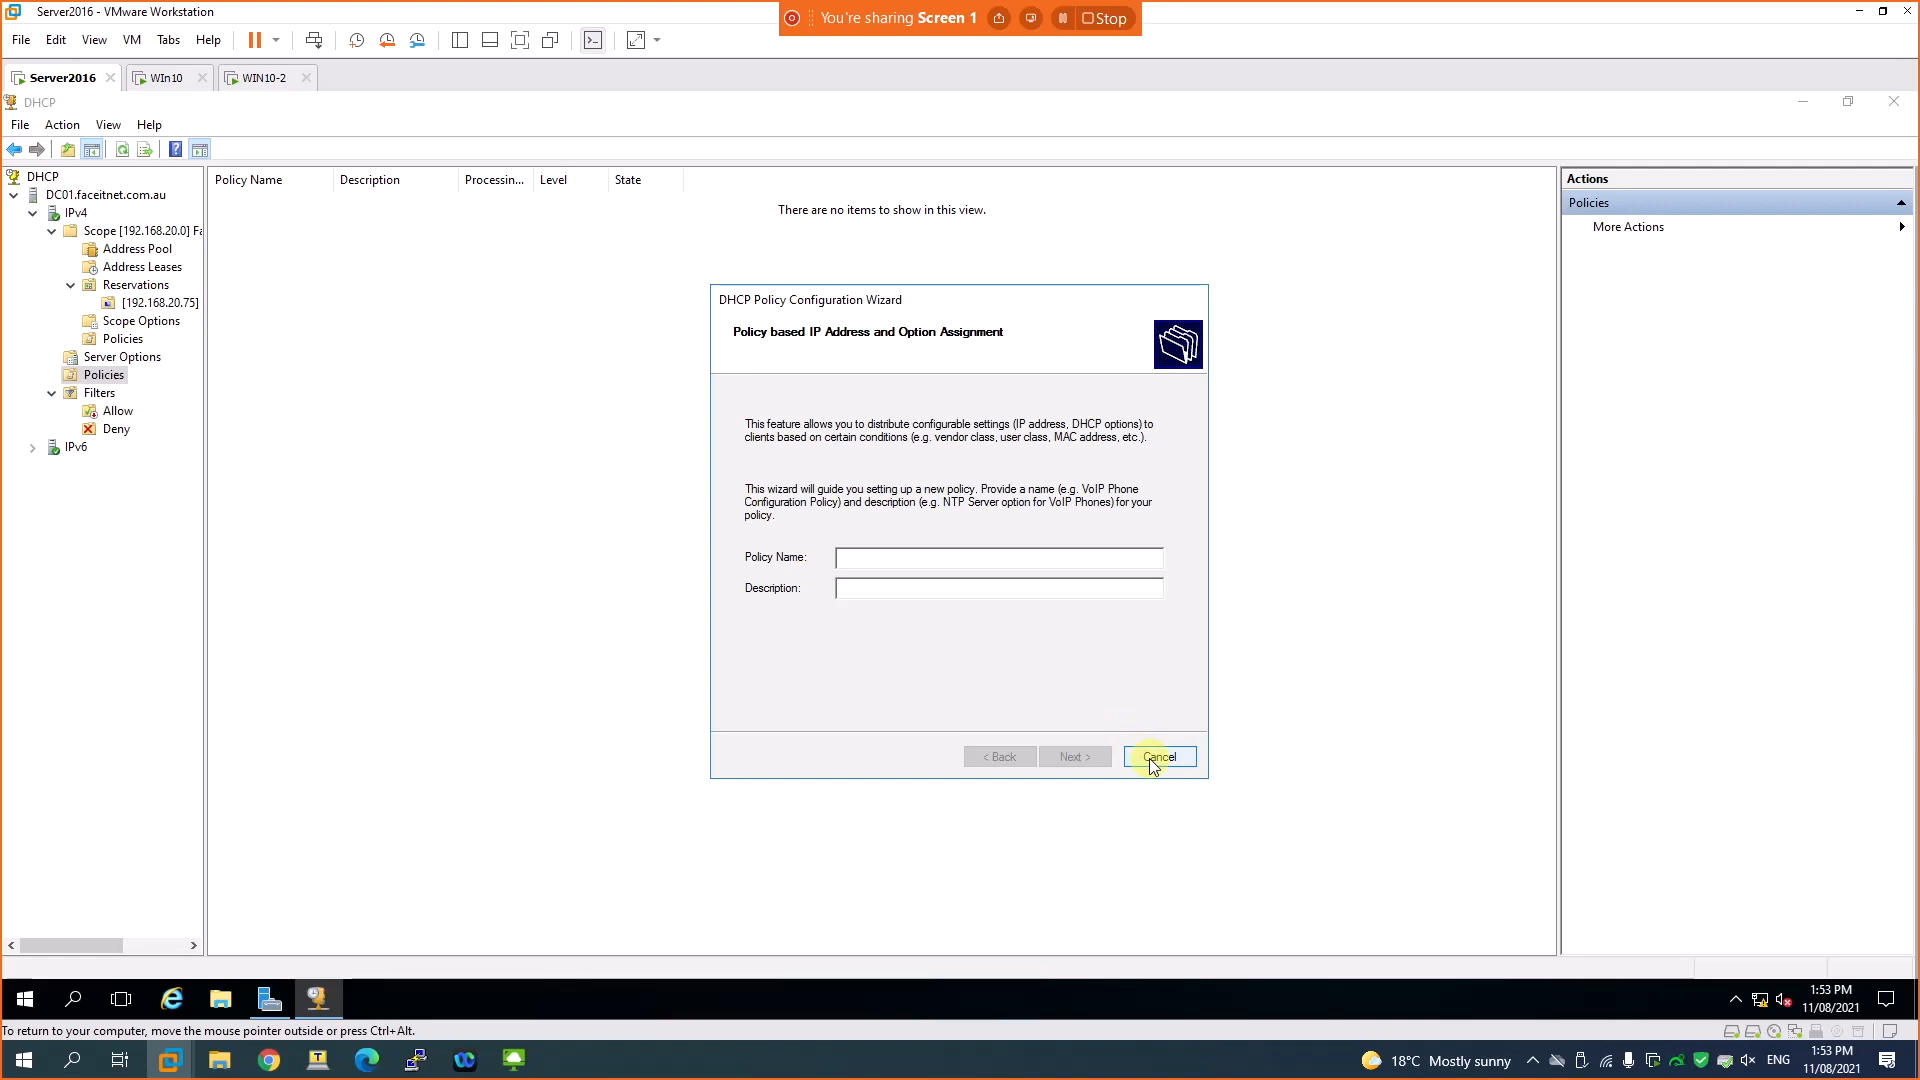 Server2016 - VMware Workstation
You're sharing Screen 1
Stop
File Edit View VM Tabs Help
Server2016
WIn10
WIN10-2
DHCP
File Action View Help
DHCP
DC01.faceitnet.com.au
IPv4
Scope [192.168.20.0] Fa
Address Pool
Address Leases
Reservations
[192.168.20.75]
Scope Options
Policies
Server Options
Policies
Filters
Allow
Deny
IPv6
Policy Name Description Processin... Level State
There are no items to show in this view.
Actions
Policies
More Actions
DHCP Policy Configuration Wizard
Policy based IP Address and Option Assignment
This feature allows you to distribute configurable settings (IP address, DHCP options) to
clients based on certain conditions (e.g. vendor class, user class, MAC address, etc.).
This wizard will guide you setting up a new policy. Provide a name (e.g. VoIP Phone
Configuration Policy) and description (e.g. NTP Server option for VoIP Phones) for your
policy.
Policy Name:
Description:
< Back Next > Cancel
1:53 PM
11/08/2021
To return to your computer, move the mouse pointer outside or press Ctrl+Alt.
18°C Mostly sunny
ENG
1:53 PM
11/08/2021